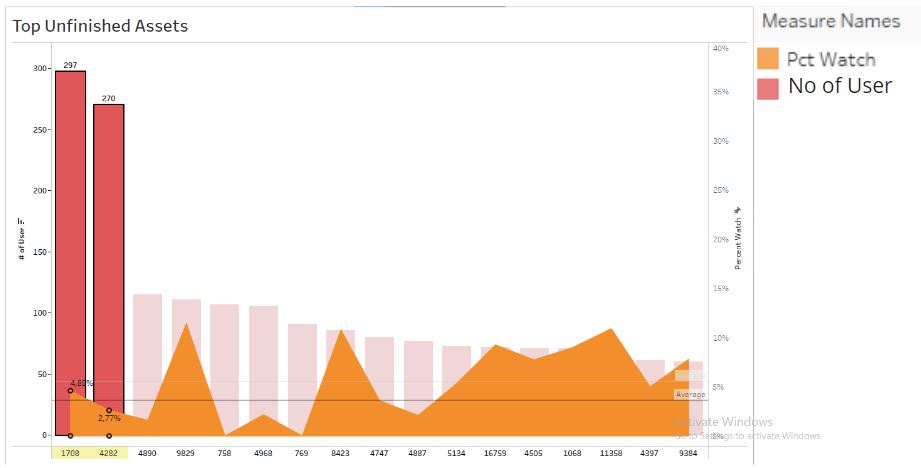 Top Unfinished Assets
Measure Names
Pct Watch
No of User
40%
35%
30%
25%
20%
15%
10%
5%
300
250
200
150
100
50
0
# of User
Percent Watch
297
270
4,89%
2,77%
Average
Activate Windows
Go to Settings to activate Windows.
1708 4282 4890 9829 758 4968 769 8423 4747 4887 5134 16759 4505 1068 11358 4397 9384